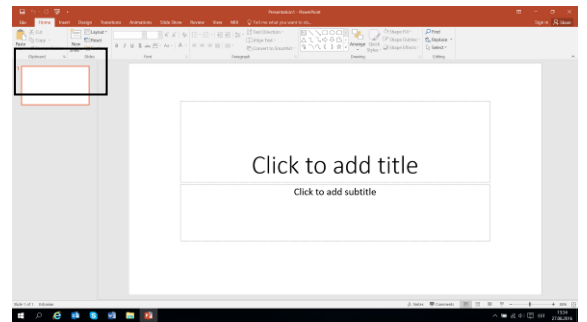 Presentation1 - PowerPoint
File Home Insert Design Transitions Animations Slide Show Review View Tell me what you want to do... Sign in Share
Cut Layout Text Direction Shape Fill Find
Copy Reset Align Text Shape Outline Replace
Paste New Convert to SmartArt Arrange Quick Shape Effects Select
Styles
Clipboard Slides Font Paragraph Drawing Editing
1
Click to add title
Click to add subtitle
Slide 1 of 1 Notes Comments